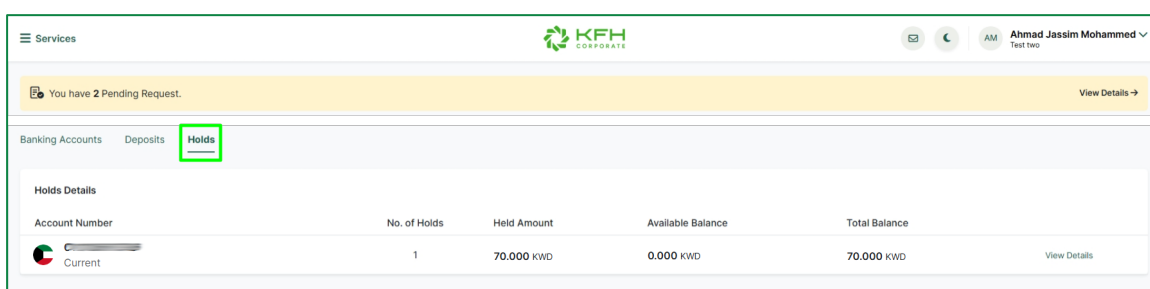 Services
KFH
CORPORATE
AM
Ahmad Jassim Mohammed
Test two
You have 2 Pending Request.
View Details →
Banking Accounts Deposits Holds
Holds Details
Account Number No. of Holds Held Amount Available Balance Total Balance
Current 1 70.000 KWD 0.000 KWD 70.000 KWD View Details